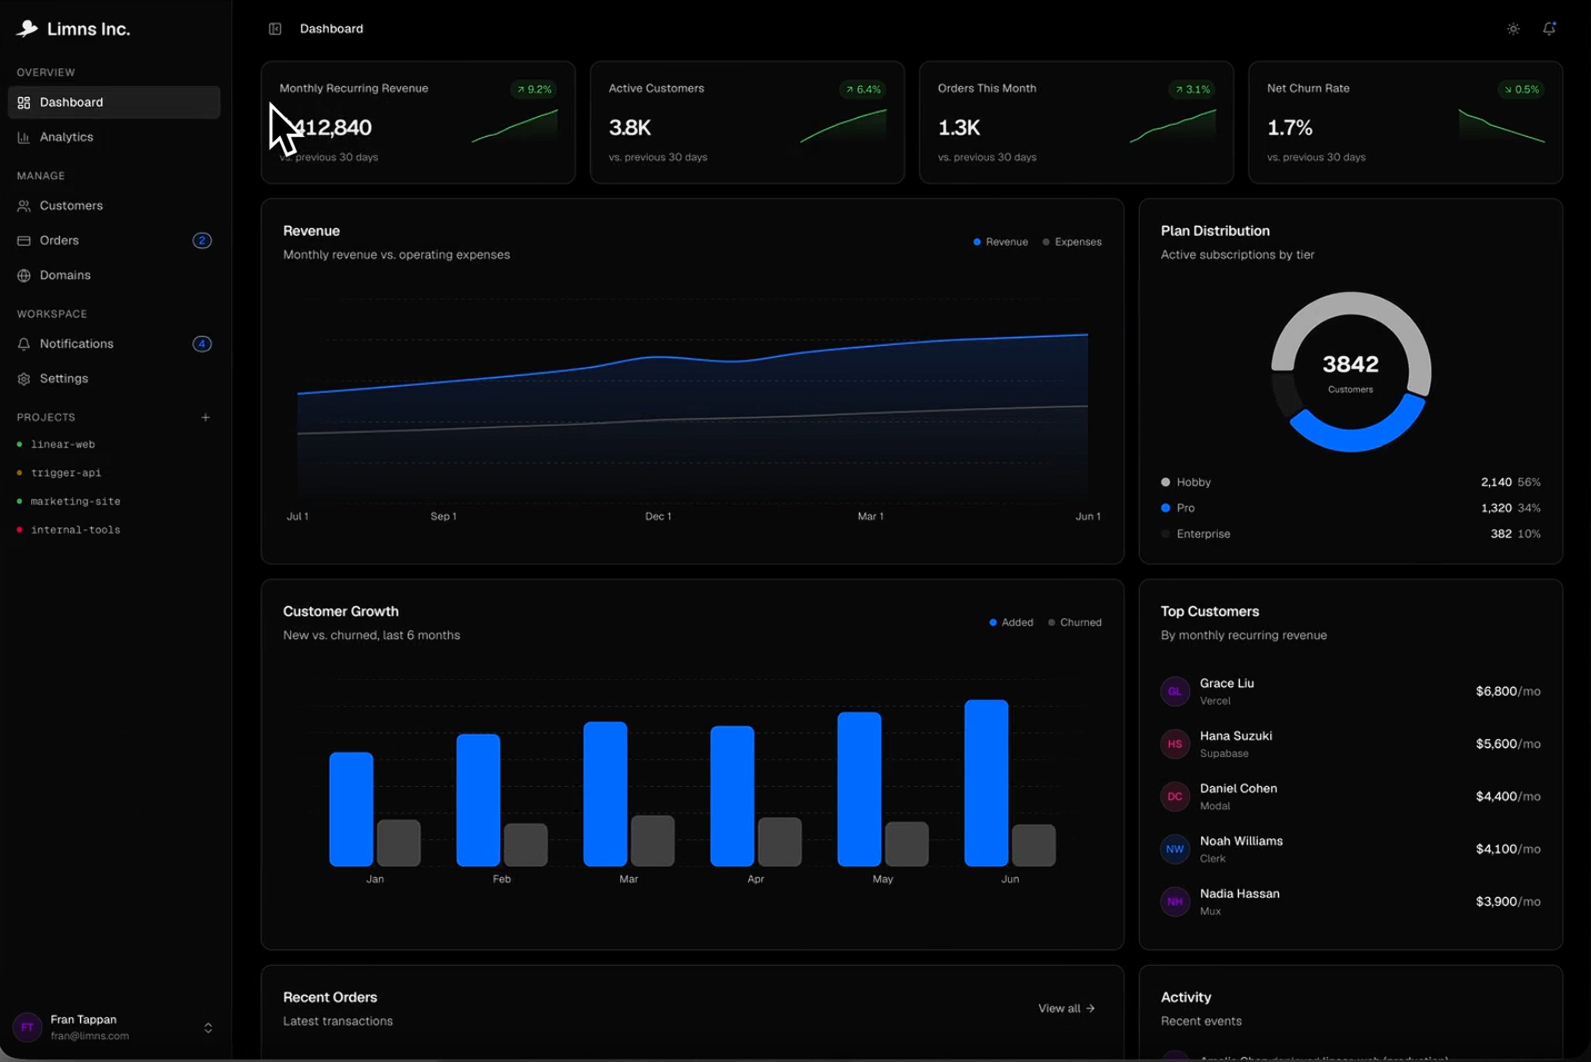 Limns Inc.
OVERVIEW
Dashboard
Analytics
MANAGE
Customers
Orders
2
Domains
WORKSPACE
Notifications
4
Settings
PROJECTS
linear-web
trigger-api
marketing-site
internal-tools
FT
Fran Tappan
fran@limns.com
Dashboard
Monthly Recurring Revenue
9.2%
412,840
vs. previous 30 days
Active Customers
6.4%
3.8K
vs. previous 30 days
Orders This Month
3.1%
1.3K
vs. previous 30 days
Net Churn Rate
0.5%
1.7%
vs. previous 30 days
Revenue
Monthly revenue vs. operating expenses
Revenue Expenses
Jul 1 Sep 1 Dec 1 Mar 1 Jun 1
Plan Distribution
Active subscriptions by tier
3842
Customers
Hobby 2,140 56%
Pro 1,320 34%
Enterprise 382 10%
Customer Growth
New vs. churned, last 6 months
Added Churned
Jan Feb Mar Apr May Jun
Top Customers
By monthly recurring revenue
GL Grace Liu $6,800/mo
Vercel
HS Hana Suzuki $5,600/mo
Supabase
DC Daniel Cohen $4,400/mo
Modal
NW Noah Williams $4,100/mo
Clerk
NH Nadia Hassan $3,900/mo
Mux
Recent Orders
Latest transactions
View all →
Activity
Recent events